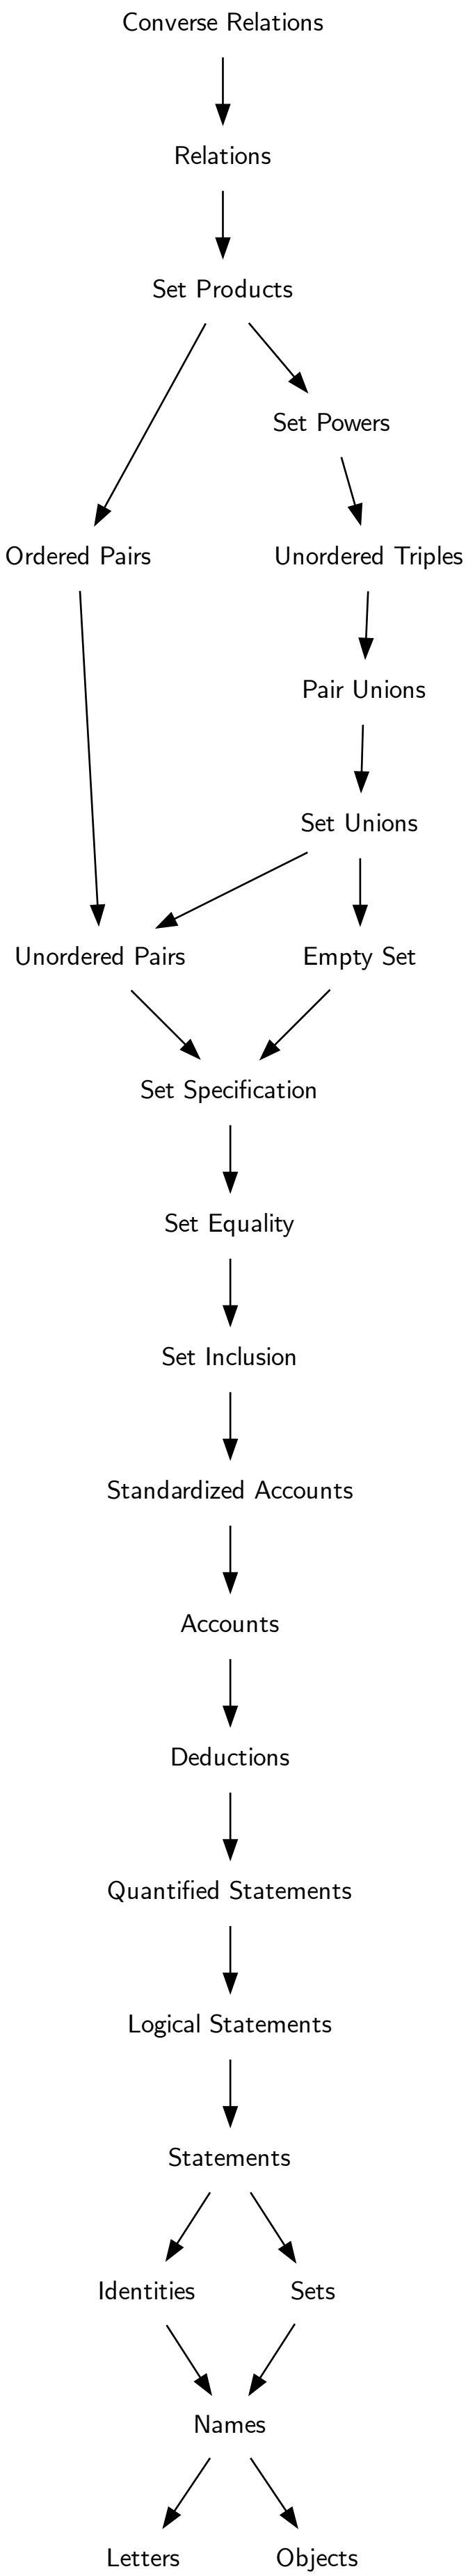 Converse Relations
Relations
Set Products
Set Powers
Ordered Pairs
Unordered Triples
Pair Unions
Set Unions
Unordered Pairs
Empty Set
Set Specification
Set Equality
Set Inclusion
Standardized Accounts
Accounts
Deductions
Quantified Statements
Logical Statements
Statements
Identities
Sets
Names
Letters
Objects